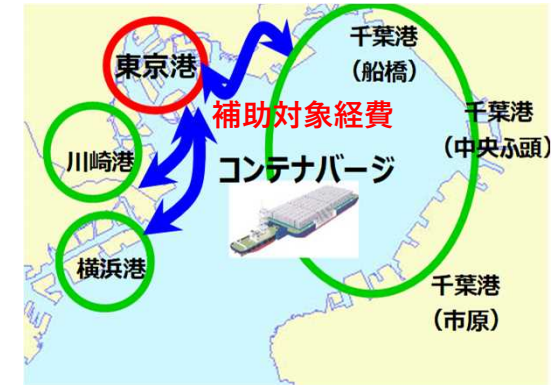 東京港
千葉港
(船橋)
補助対象経費
千葉港
(中央ふ頭)
川崎港
コンテナバージ
横浜港
千葉港
(市原)